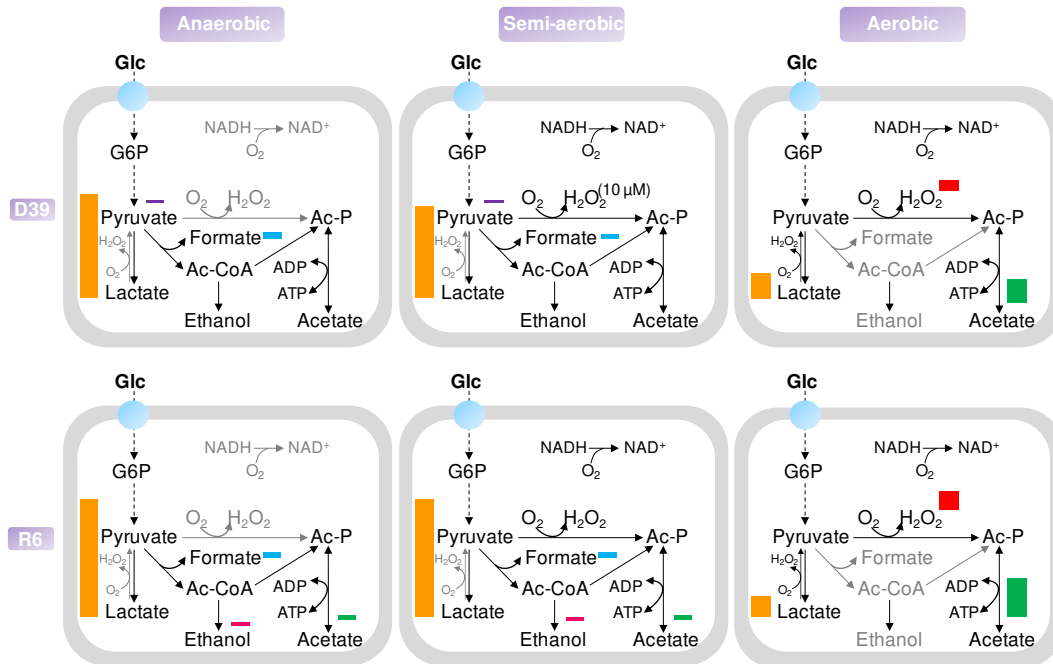 Anaerobic
Semi-aerobic
Aerobic
D39
Glc
G6P
NADH NAD⁺
O₂
O₂ H₂O₂
Pyruvate Ac-P
H₂O₂ Formate
O₂ Ac-CoA ADP
Lactate ATP
Ethanol Acetate
Glc
G6P
NADH NAD⁺
O₂
O₂ H₂O₂ (10 µM)
Pyruvate Ac-P
H₂O₂ Formate
O₂ Ac-CoA ADP
Lactate ATP
Ethanol Acetate
Glc
G6P
NADH NAD⁺
O₂
O₂ H₂O₂
Pyruvate Ac-P
H₂O₂ Formate
O₂ Ac-CoA ADP
Lactate ATP
Ethanol Acetate
R6
Glc
G6P
NADH NAD⁺
O₂
O₂ H₂O₂
Pyruvate Ac-P
H₂O₂ Formate
O₂ Ac-CoA ADP
Lactate ATP
Ethanol Acetate
Glc
G6P
NADH NAD⁺
O₂
O₂ H₂O₂
Pyruvate Ac-P
H₂O₂ Formate
O₂ Ac-CoA ADP
Lactate ATP
Ethanol Acetate
Glc
G6P
NADH NAD⁺
O₂
O₂ H₂O₂
Pyruvate Ac-P
H₂O₂ Formate
O₂ Ac-CoA ADP
Lactate ATP
Ethanol Acetate